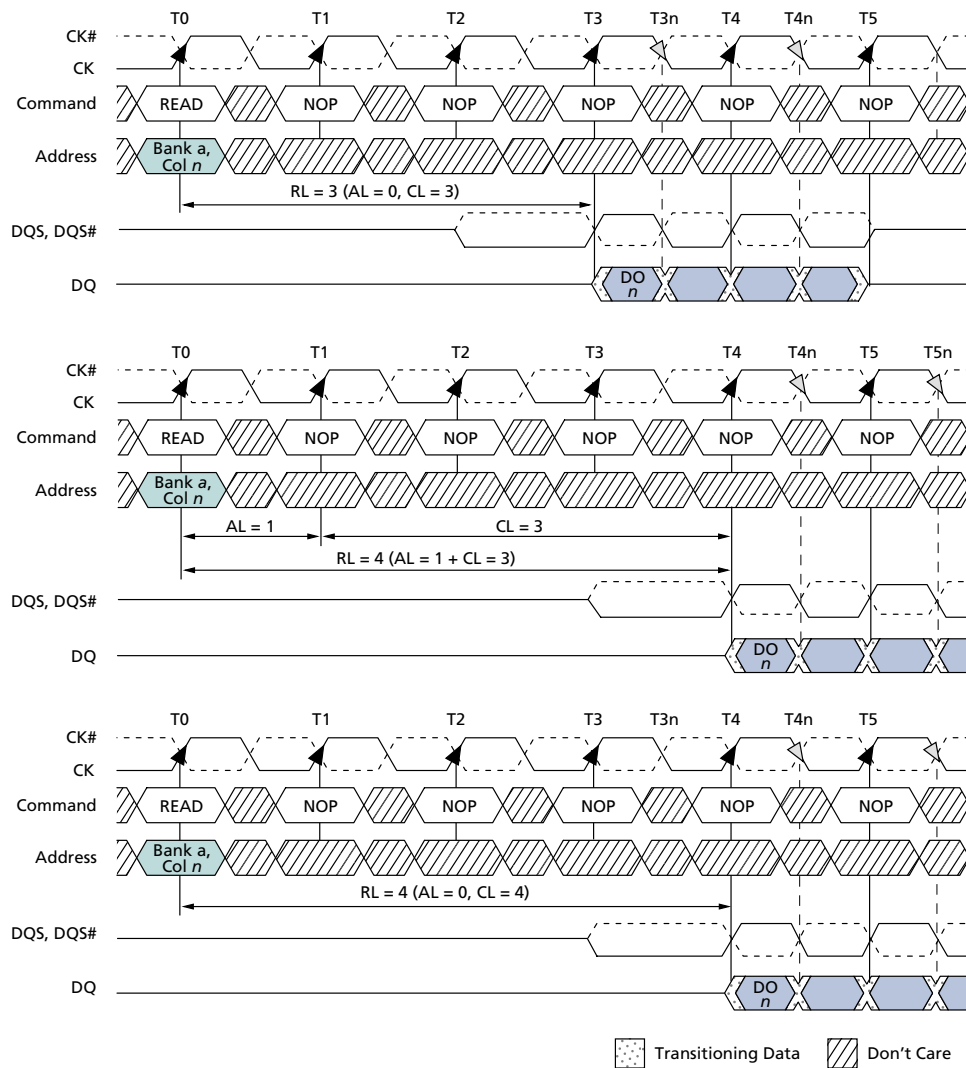 T0 T1 T2 T3 T3n T4 T4n T5
CK#
CK
Command READ NOP NOP NOP NOP NOP
Address Bank a,
Col n
RL = 3 (AL = 0, CL = 3)
DQS, DQS#
DQ DO
n
T0 T1 T2 T3 T4 T4n T5 T5n
CK#
CK
Command READ NOP NOP NOP NOP NOP
Address Bank a,
Col n
AL = 1 CL = 3
RL = 4 (AL = 1 + CL = 3)
DQS, DQS#
DQ DO
n
T0 T1 T2 T3 T3n T4 T4n T5
CK#
CK
Command READ NOP NOP NOP NOP NOP
Address Bank a,
Col n
RL = 4 (AL = 0, CL = 4)
DQS, DQS#
DQ DO
n
Transitioning Data Don't Care